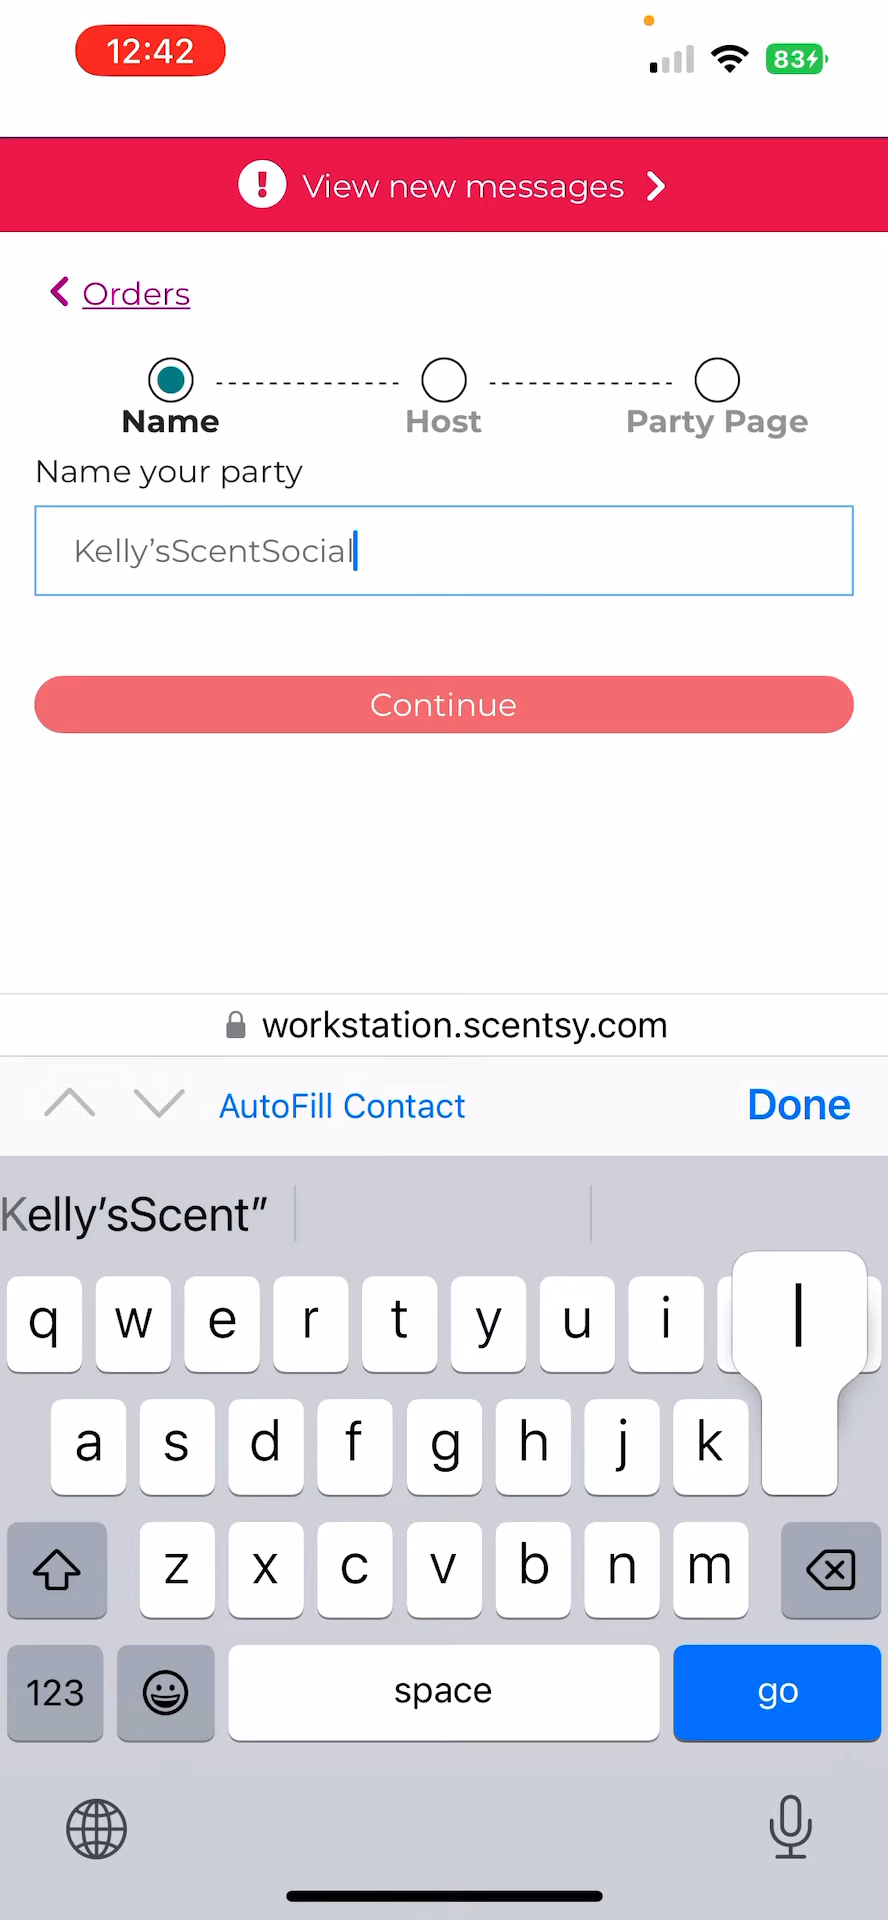 12:42
83
View new messages
Orders
Name Host Party Page
Name your party
Kelly’sScentSocial
Continue
workstation.scentsy.com
AutoFill Contact Done
Kelly’sScent”
q w e r t y u i l
a s d f g h j k
z x c v b n m
123 space go